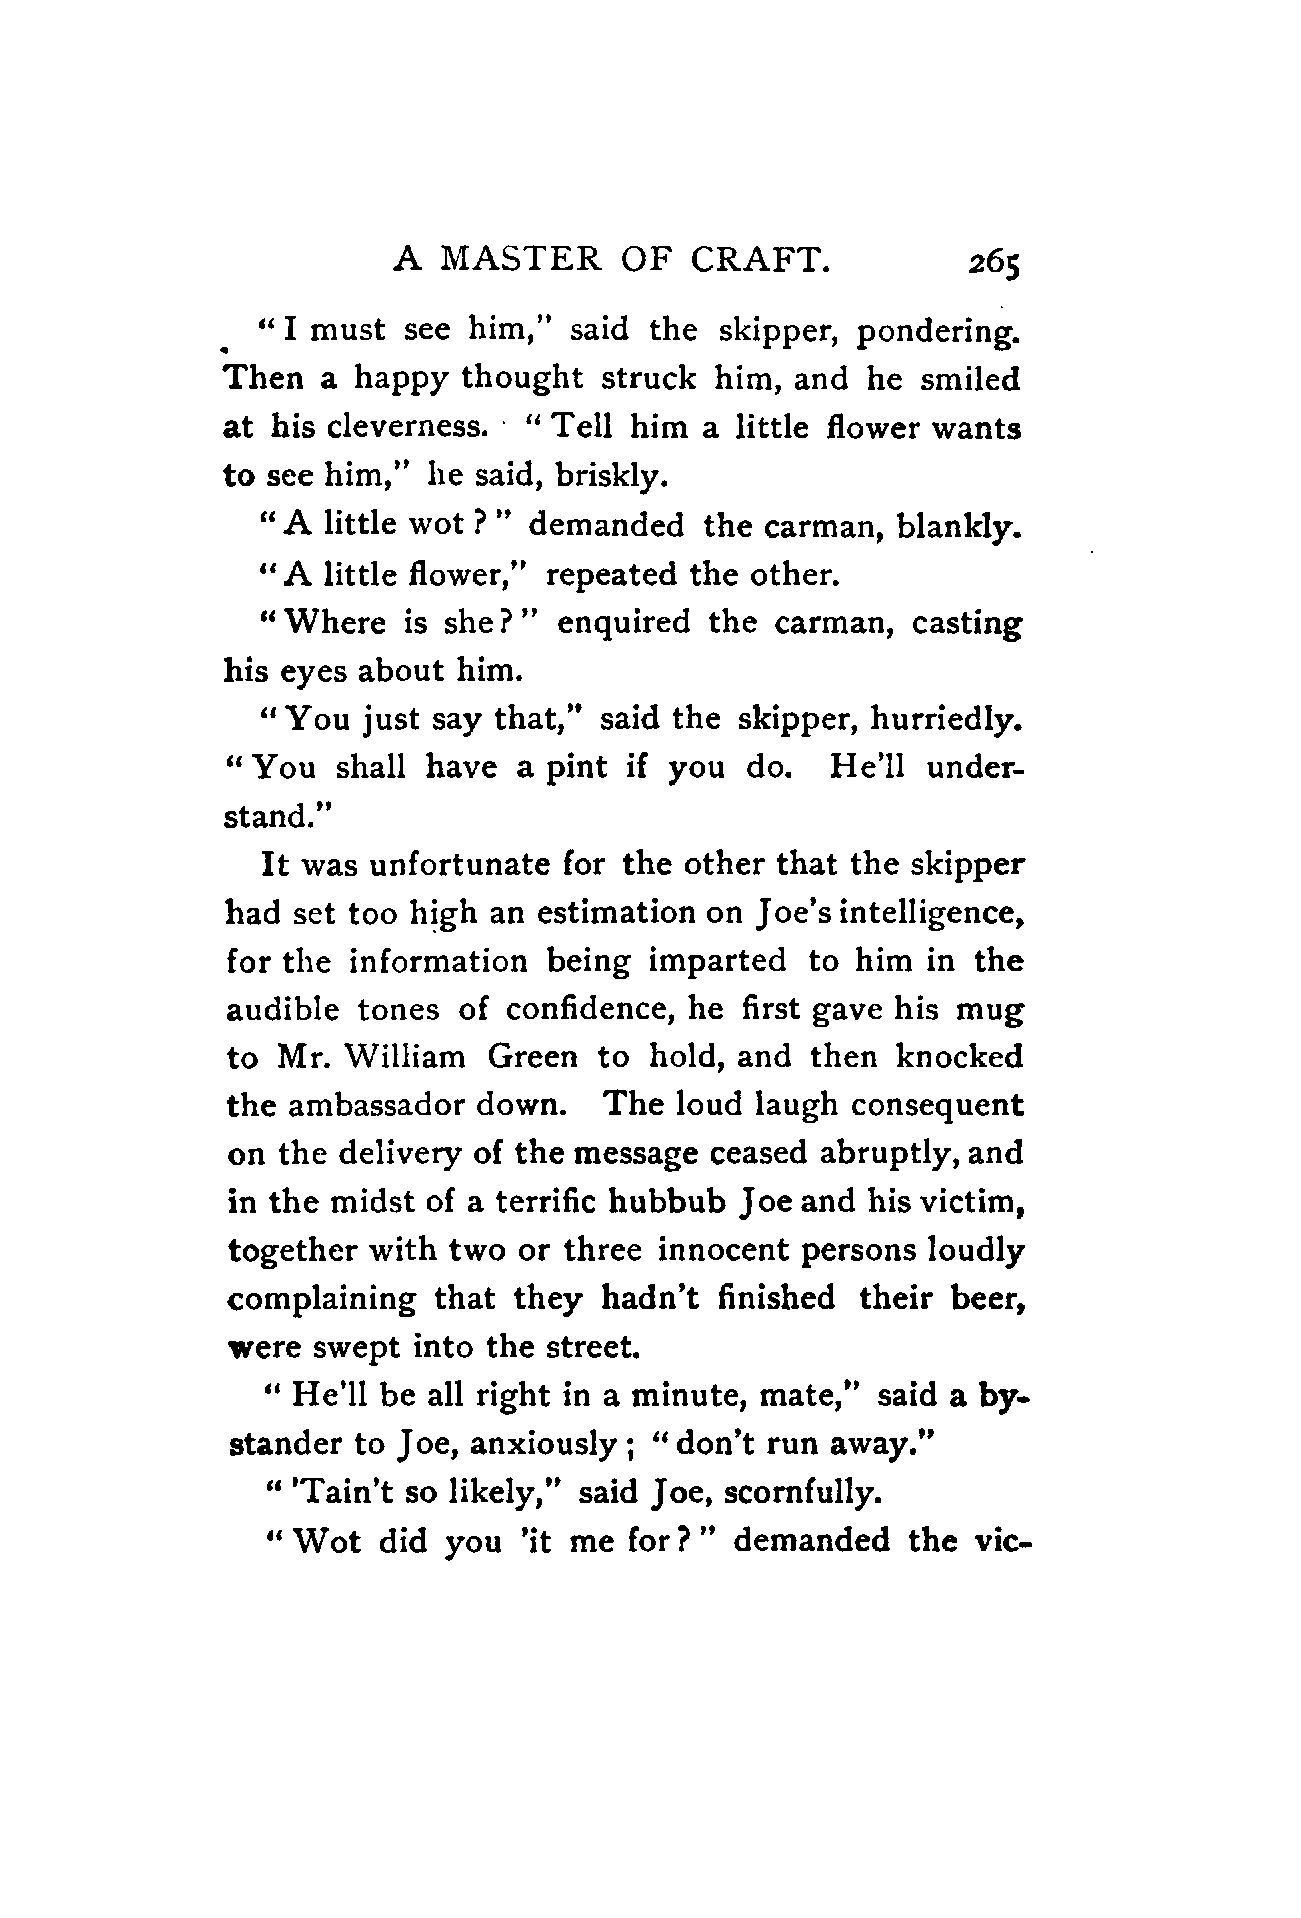 A MASTER OF CRAFT. 265
“ I must see him,” said the skipper, pondering.
Then a happy thought struck him, and he smiled
at his cleverness. “ Tell him a little flower wants
to see him,” he said, briskly.
“ A little wot ? ” demanded the carman, blankly.
“ A little flower,” repeated the other.
“ Where is she ? ” enquired the carman, casting
his eyes about him.
“ You just say that,” said the skipper, hurriedly.
“ You shall have a pint if you do. He’ll under-
stand.”
It was unfortunate for the other that the skipper
had set too high an estimation on Joe’s intelligence,
for the information being imparted to him in the
audible tones of confidence, he first gave his mug
to Mr. William Green to hold, and then knocked
the ambassador down. The loud laugh consequent
on the delivery of the message ceased abruptly, and
in the midst of a terrific hubbub Joe and his victim,
together with two or three innocent persons loudly
complaining that they hadn’t finished their beer,
were swept into the street.
“ He’ll be all right in a minute, mate,” said a by-
stander to Joe, anxiously ; “ don’t run away.”
“ ’Tain’t so likely,” said Joe, scornfully.
“ Wot did you ’it me for ? ” demanded the vic-